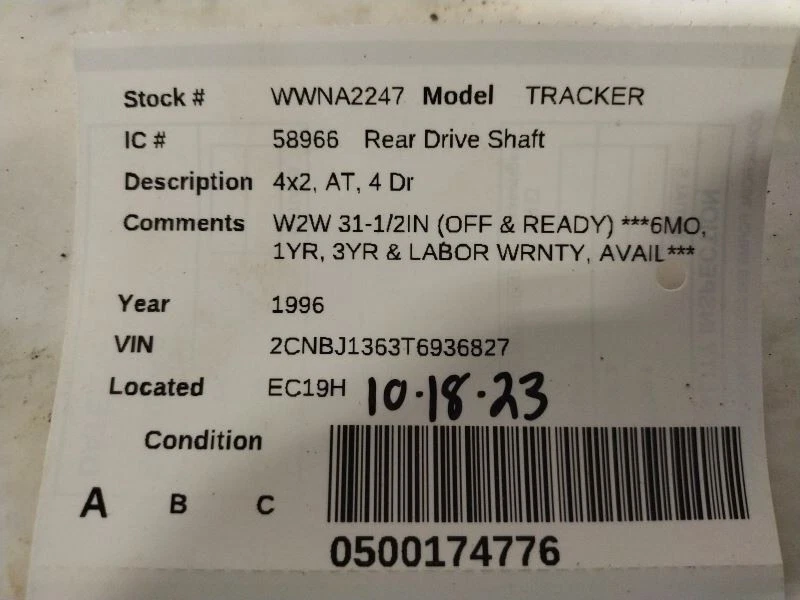 Stock # WWNA2247 Model TRACKER
IC # 58966 Rear Drive Shaft
Description 4x2, AT, 4 Dr
Comments W2W 31-1/2IN (OFF & READY) ***6MO,
1YR, 3YR & LABOR WRNTY, AVAIL***
Year 1996
VIN 2CNBJ1363T6936827
Located EC19H 10·18·23
Condition
A B C
0500174776